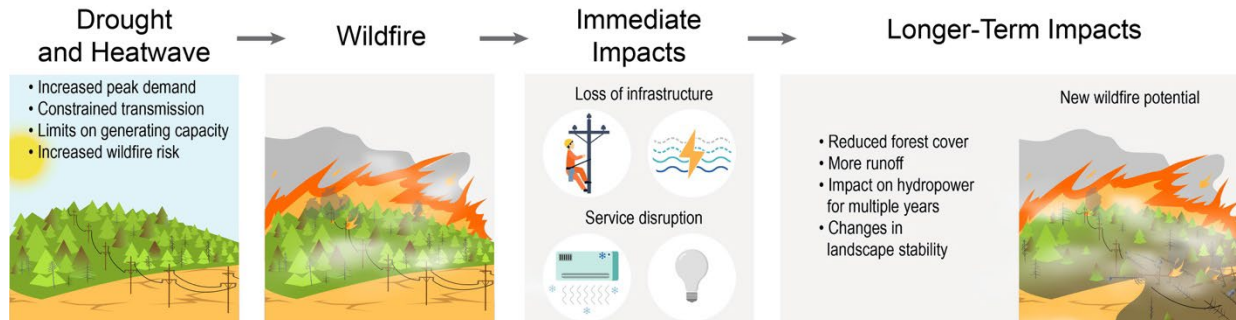 Drought
and Heatwave
• Increased peak demand
• Constrained transmission
• Limits on generating capacity
• Increased wildfire risk
Wildfire
Immediate
Impacts
Loss of infrastructure
Service disruption
Longer-Term Impacts
• Reduced forest cover
• More runoff
• Impact on hydropower
for multiple years
• Changes in
landscape stability
New wildfire potential